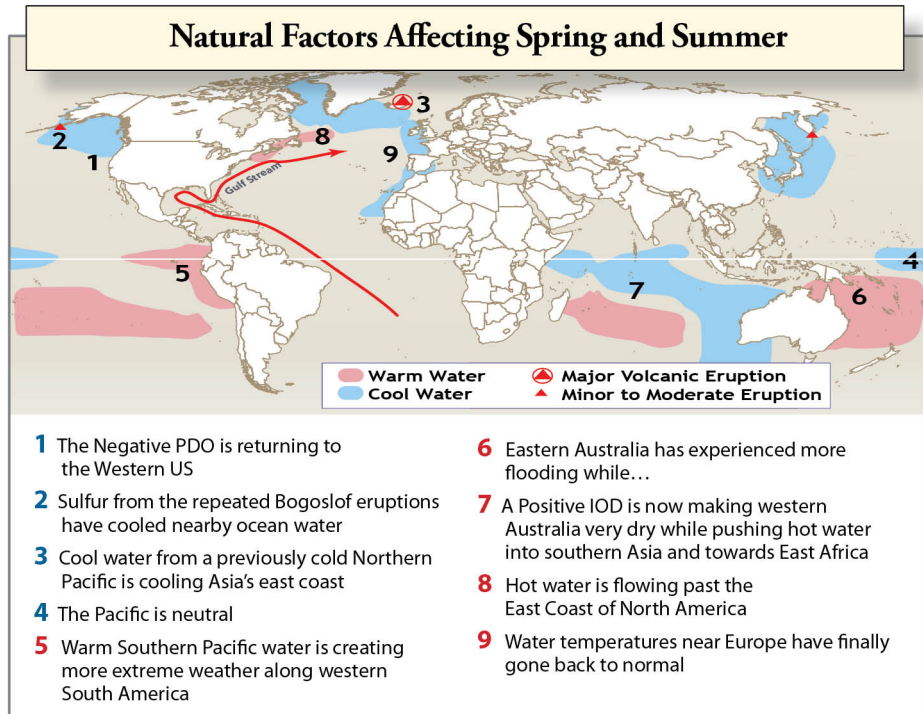 Natural Factors Affecting Spring and Summer
3
2
8
1
9
Gulf Stream
4
5
7
6
Warm Water
Cool Water
Major Volcanic Eruption
Minor to Moderate Eruption
1 The Negative PDO is returning to
the Western US
2 Sulfur from the repeated Bogoslof eruptions
have cooled nearby ocean water
3 Cool water from a previously cold Northern
Pacific is cooling Asia's east coast
4 The Pacific is neutral
5 Warm Southern Pacific water is creating
more extreme weather along western
South America
6 Eastern Australia has experienced more
flooding while…
7 A Positive IOD is now making western
Australia very dry while pushing hot water
into southern Asia and towards East Africa
8 Hot water is flowing past the
East Coast of North America
9 Water temperatures near Europe have finally
gone back to normal